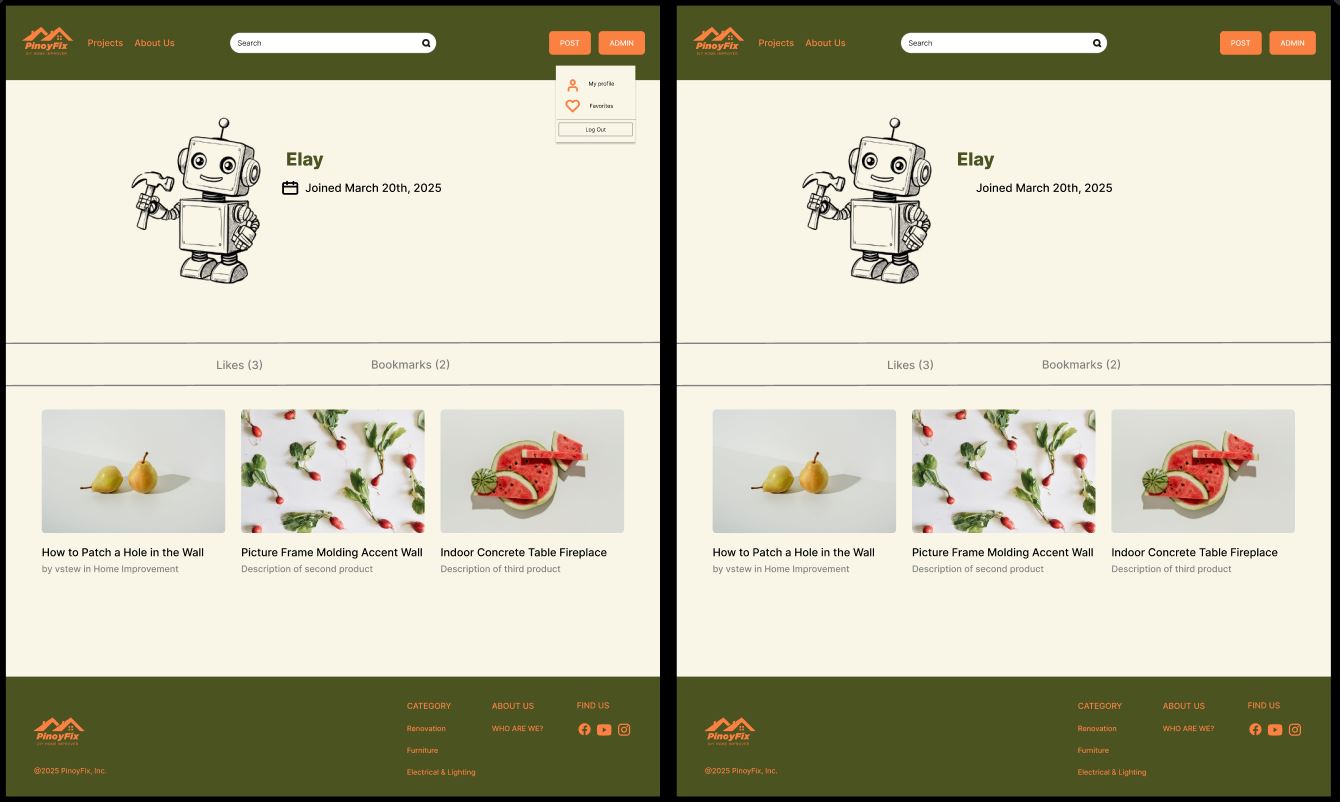 PinoyFix
DIY HOME IMPROVER
Projects
About Us
Search
POST
ADMIN
My profile
Favorites
Log Out
Elay
Joined March 20th, 2025
Likes (3)
Bookmarks (2)
How to Patch a Hole in the Wall
by vstew in Home Improvement
Picture Frame Molding Accent Wall
Description of second product
Indoor Concrete Table Fireplace
Description of third product
PinoyFix
DIY HOME IMPROVER
@2025 PinoyFix, Inc.
CATEGORY
Renovation
Furniture
Electrical & Lighting
ABOUT US
WHO ARE WE?
FIND US
PinoyFix
DIY HOME IMPROVER
Projects
About Us
Search
POST
ADMIN
Elay
Joined March 20th, 2025
Likes (3)
Bookmarks (2)
How to Patch a Hole in the Wall
by vstew in Home Improvement
Picture Frame Molding Accent Wall
Description of second product
Indoor Concrete Table Fireplace
Description of third product
PinoyFix
DIY HOME IMPROVER
@2025 PinoyFix, Inc.
CATEGORY
Renovation
Furniture
Electrical & Lighting
ABOUT US
WHO ARE WE?
FIND US